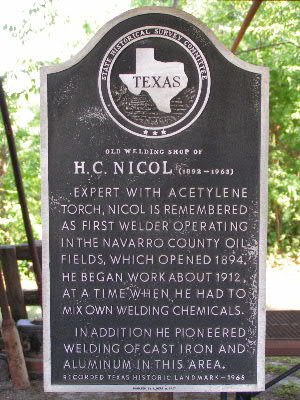 STATE HISTORICAL SURVEY COMMITTEE
TEXAS
OLD WELDING SHOP OF
H.C. NICOL (1892-1963)
EXPERT WITH ACETYLENE
TORCH, NICOL IS REMEMBERED
AS FIRST WELDER OPERATING
IN THE NAVARRO COUNTY OIL
FIELDS, WHICH OPENED 1894.
HE BEGAN WORK ABOUT 1912,
AT A TIME WHEN HE HAD TO
MIX OWN WELDING CHEMICALS.
IN ADDITION HE PIONEERED
WELDING OF CAST IRON AND
ALUMINUM IN THIS AREA.
RECORDED TEXAS HISTORIC LANDMARK-1968